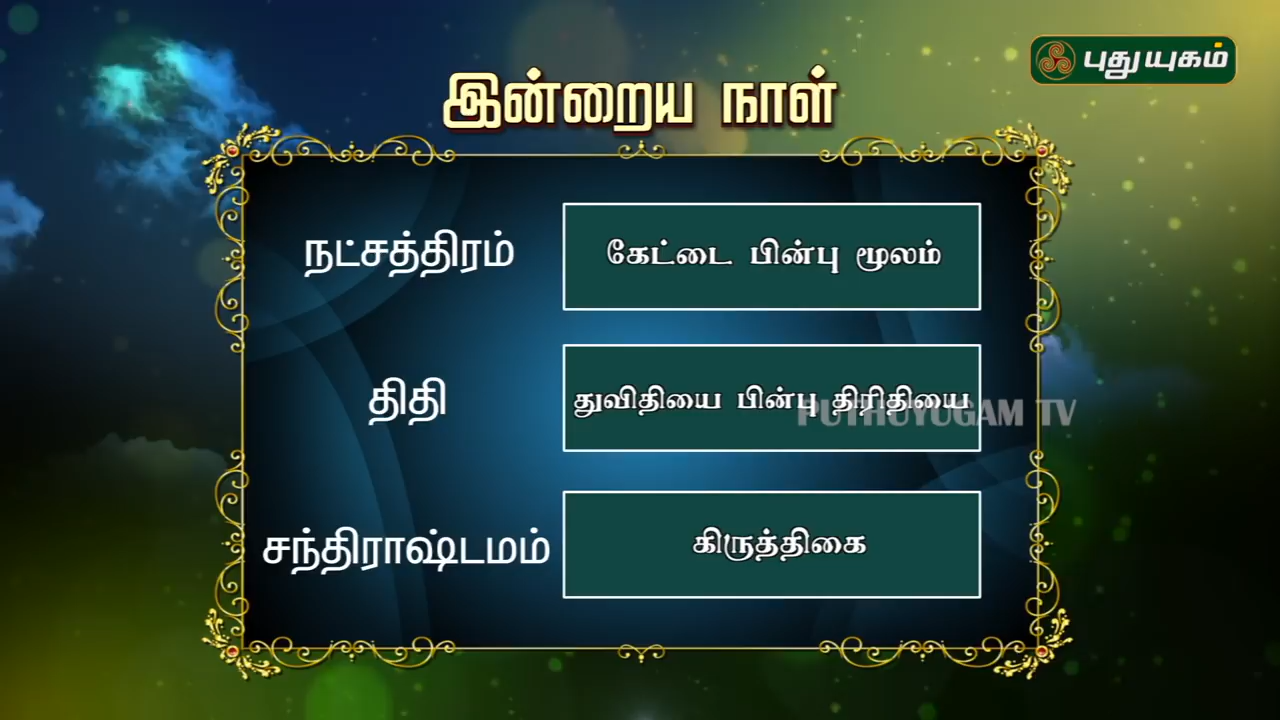 புதுயுகம்
இன்றைய நாள்
நட்சத்திரம் கேட்டை பின்பு மூலம்
திதி துவிதியை பின்பு திரிதியை
PUTHUYUGAM TV
சந்திராஷ்டமம் கிருத்திகை